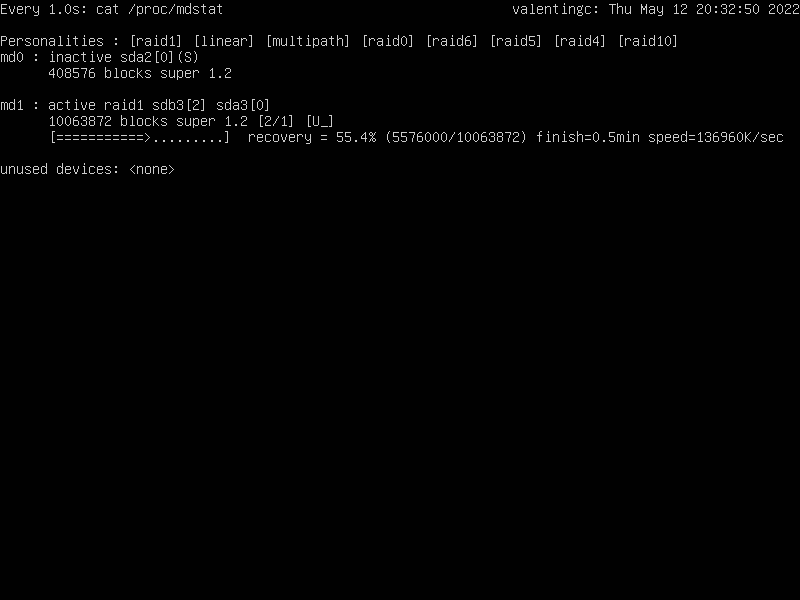 Every 1.0s: cat /proc/mdstat valentingc: Thu May 12 20:32:50 2022
Personalities : [raid1] [linear] [multipath] [raid0] [raid6] [raid5] [raid4] [raid10]
md0 : inactive sda2[0](S)
408576 blocks super 1.2
md1 : active raid1 sdb3[2] sda3[0]
10063872 blocks super 1.2 [2/1] [U_]
[===========>.........] recovery = 55.4% (5576000/10063872) finish=0.5min speed=136960K/sec
unused devices: <none>